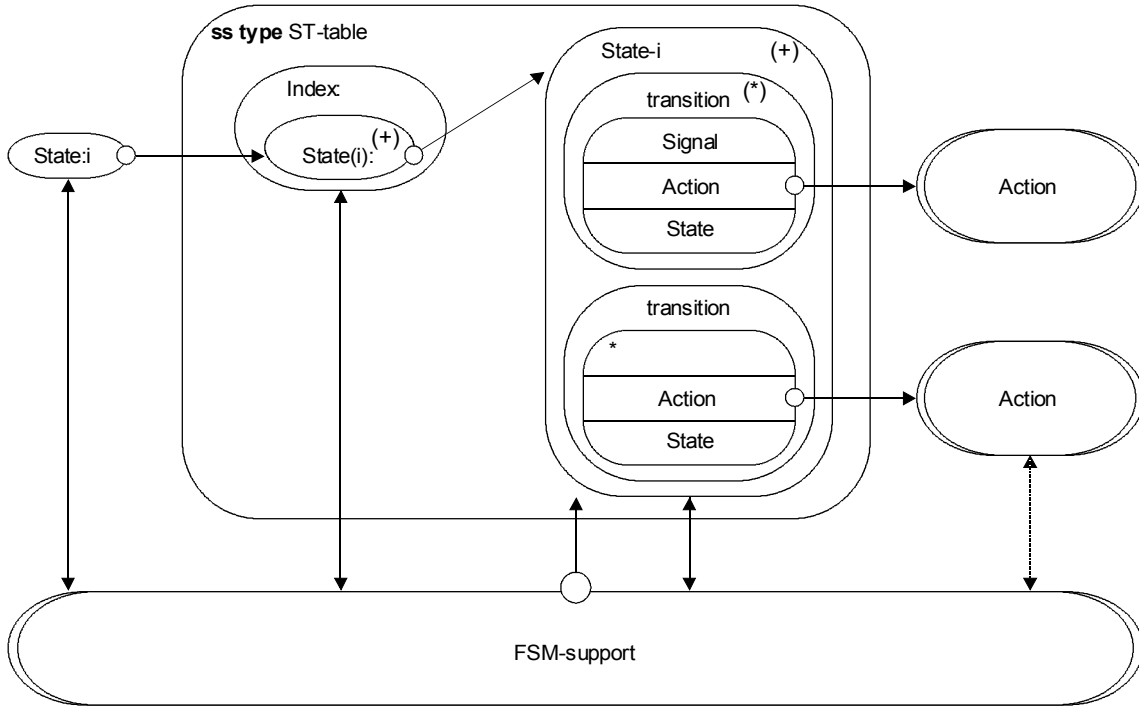 ss type ST-table
State-i (+)
Index:
transition (*)
(+)
State:i
State(i):
Signal
Action
State
Action
transition
*
Action
State
Action
FSM-support